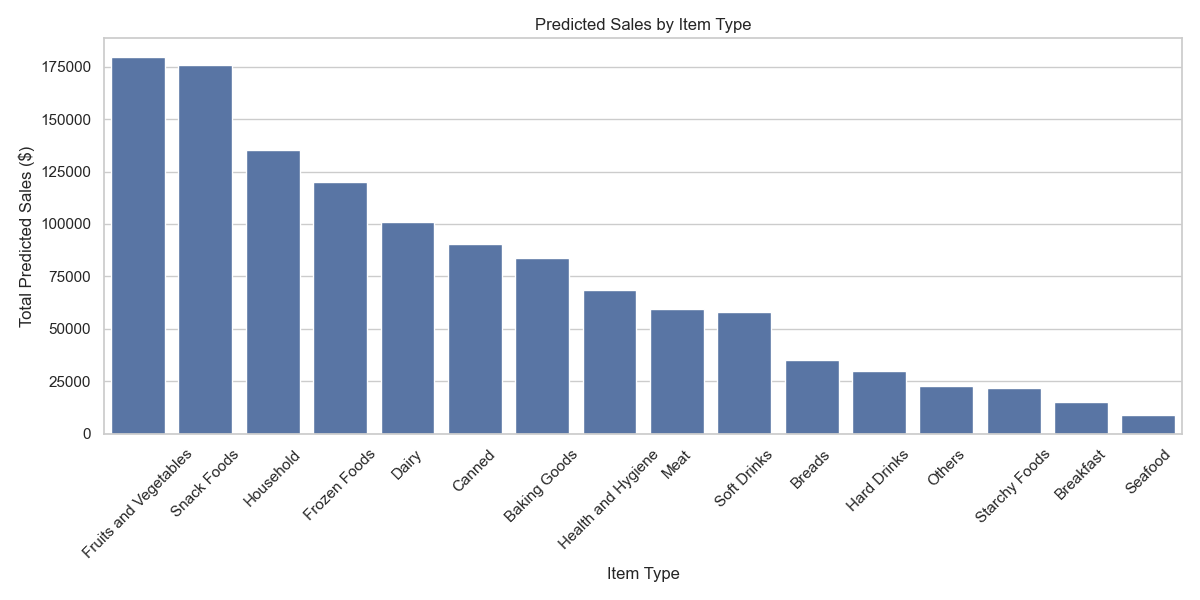 Predicted Sales by Item Type
Total Predicted Sales ($)
175000
150000
125000
100000
75000
50000
25000
0
Fruits and Vegetables
Snack Foods
Household
Frozen Foods
Dairy
Canned
Baking Goods
Health and Hygiene
Meat
Soft Drinks
Breads
Hard Drinks
Others
Starchy Foods
Breakfast
Seafood
Item Type